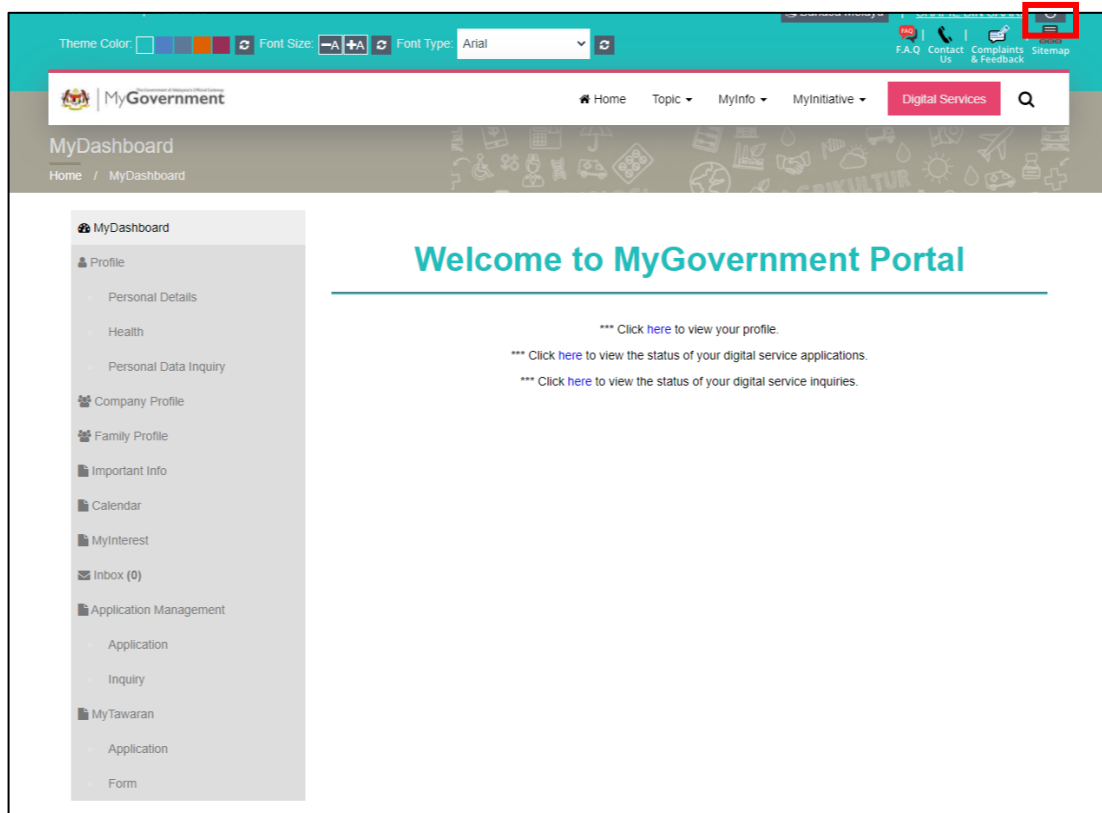 Theme Color: Font Size: -A +A Font Type: Arial
FAQ
F.A.Q Contact Us Complaints & Feedback Sitemap
MyGovernment
Home Topic MyInfo MyInitiative Digital Services
MyDashboard
Home / MyDashboard
MyDashboard
Profile
Personal Details
Health
Personal Data Inquiry
Company Profile
Family Profile
Important Info
Calendar
MyInterest
Inbox (0)
Application Management
Application
Inquiry
MyTawaran
Application
Form
Welcome to MyGovernment Portal
*** Click here to view your profile.
*** Click here to view the status of your digital service applications.
*** Click here to view the status of your digital service inquiries.